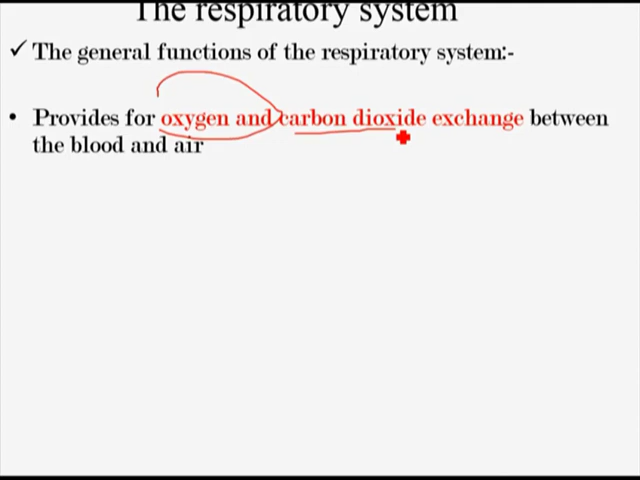 The respiratory system
✓ The general functions of the respiratory system:-
• Provides for oxygen and carbon dioxide exchange between
the blood and air